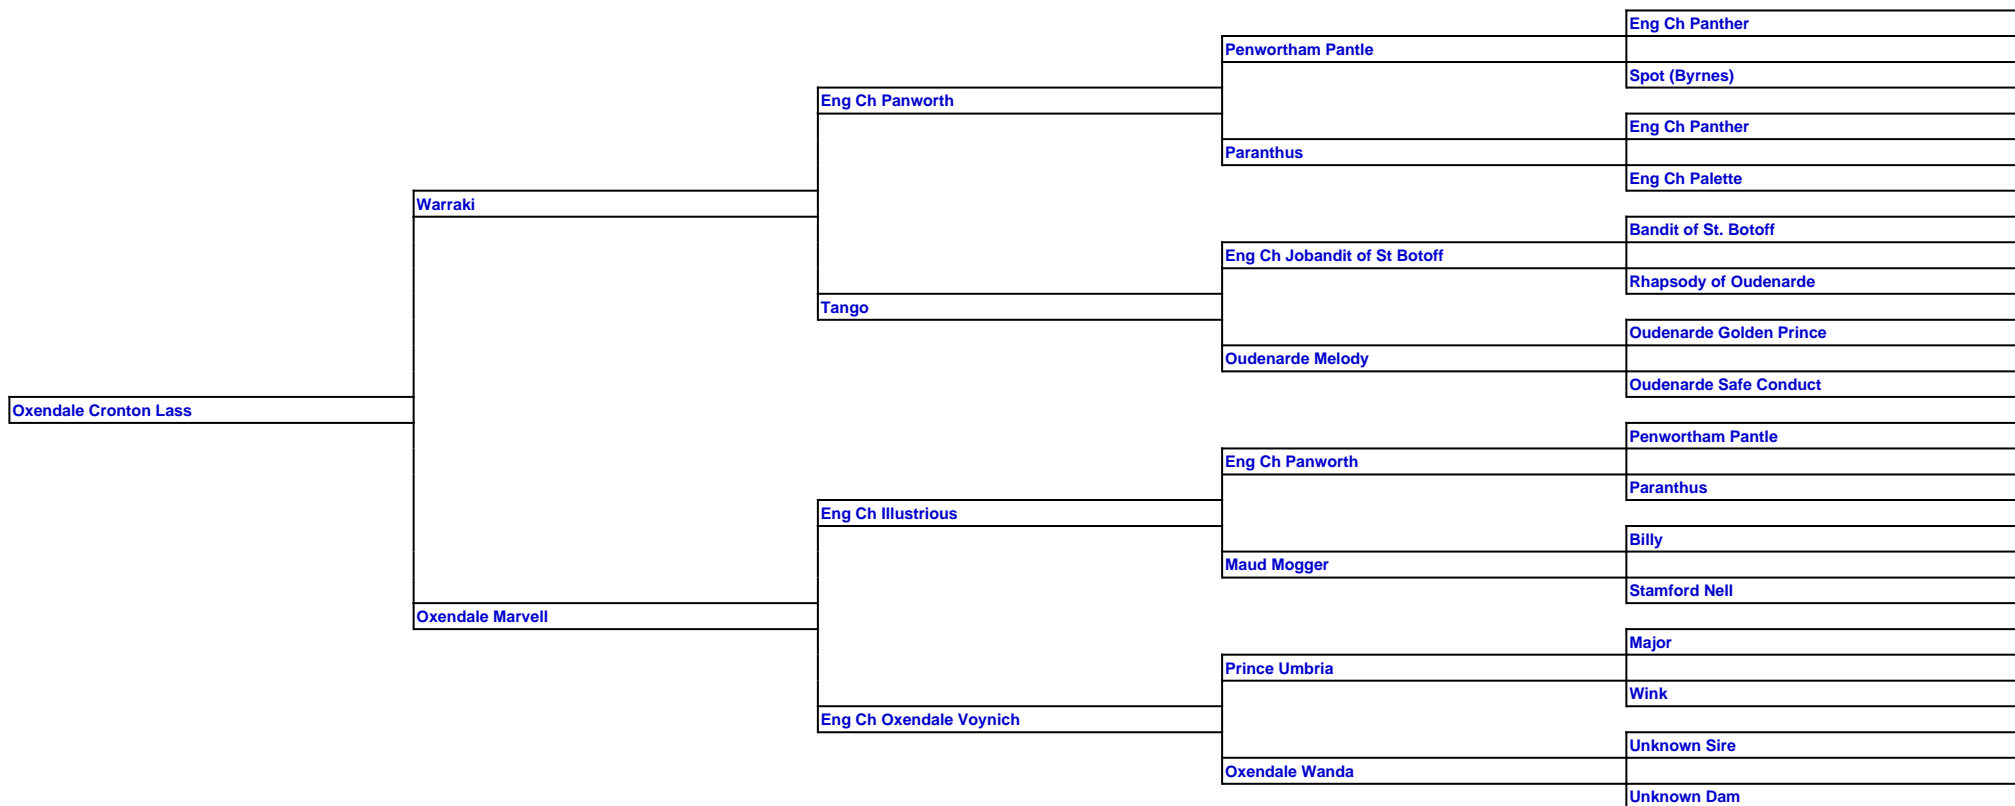 Eng Ch Panther
Penwortham Pantle
Spot (Byrnes)
Eng Ch Panworth
Eng Ch Panther
Paranthus
Eng Ch Palette
Warraki
Bandit of St. Botoff
Eng Ch Jobandit of St Botoff
Rhapsody of Oudenarde
Tango
Oudenarde Golden Prince
Oudenarde Melody
Oudenarde Safe Conduct
Oxendale Cronton Lass
Penwortham Pantle
Eng Ch Panworth
Paranthus
Eng Ch Illustrious
Billy
Maud Mogger
Stamford Nell
Oxendale Marvell
Major
Prince Umbria
Wink
Eng Ch Oxendale Voynich
Unknown Sire
Oxendale Wanda
Unknown Dam